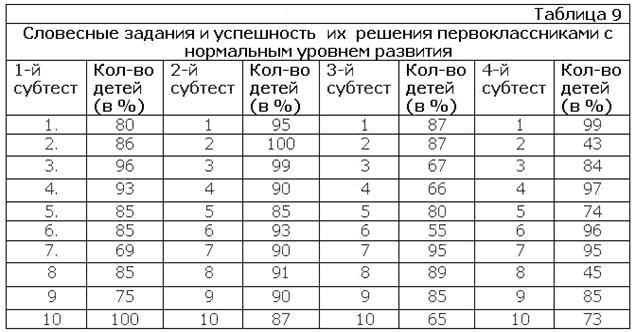 Таблица 9
Словесные задания и успешность их решения первоклассниками с
нормальным уровнем развития
1-й субтест Кол-во детей (в %) 2-й субтест Кол-во детей (в %) 3-й субтест Кол-во детей (в %) 4-й субтест Кол-во детей (в %)
1. 80 1 95 1 87 1 99
2. 86 2 100 2 87 2 43
3. 96 3 99 3 67 3 84
4. 93 4 90 4 66 4 97
5. 85 5 85 5 80 5 74
6. 85 6 93 6 55 6 96
7. 69 7 90 7 95 7 95
8 85 8 91 8 89 8 45
9 75 9 90 9 85 9 85
10 100 10 87 10 65 10 73